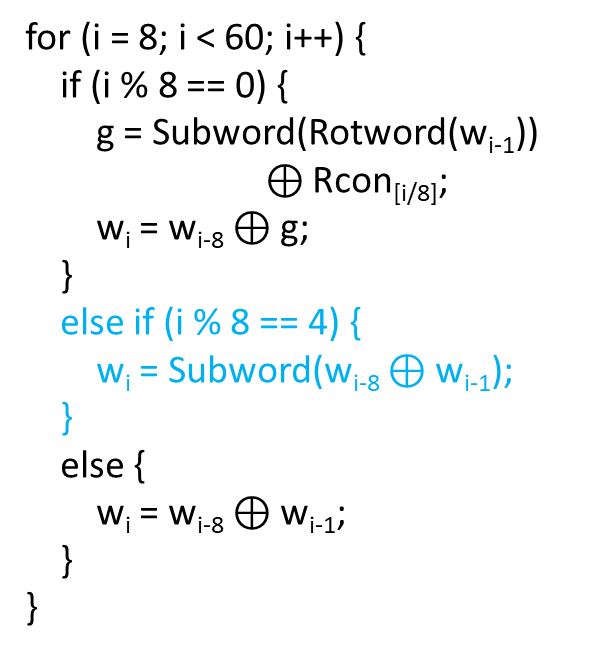 for (i = 8; i < 60; i++) {
if (i % 8 == 0) {
g = Subword(Rotword(wᵢ₋₁))
⊕ Rcon[i/8];
wᵢ = wᵢ₋₈ ⊕ g;
}
else if (i % 8 == 4) {
wᵢ = Subword(wᵢ₋₈ ⊕ wᵢ₋₁);
}
else {
wᵢ = wᵢ₋₈ ⊕ wᵢ₋₁;
}
}